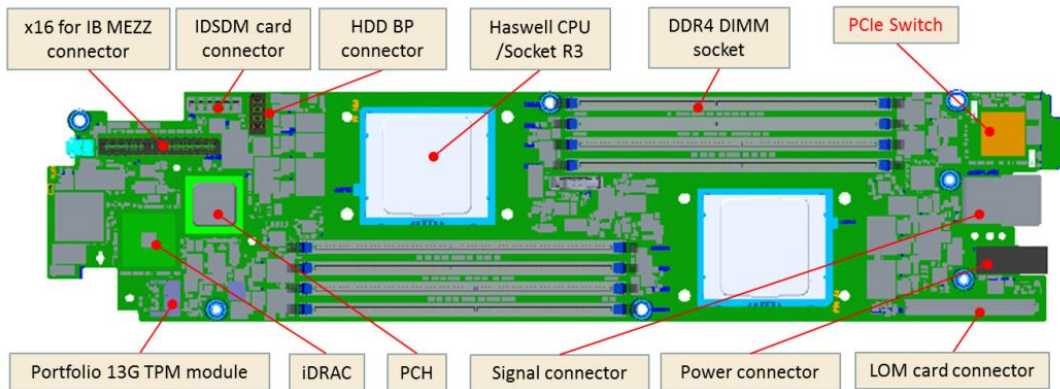 x16 for IB MEZZ
connector
IDSDM card
connector
HDD BP
connector
Haswell CPU
/Socket R3
DDR4 DIMM
socket
PCIe Switch
Portfolio 13G TPM module
iDRAC
PCH
Signal connector
Power connector
LOM card connector